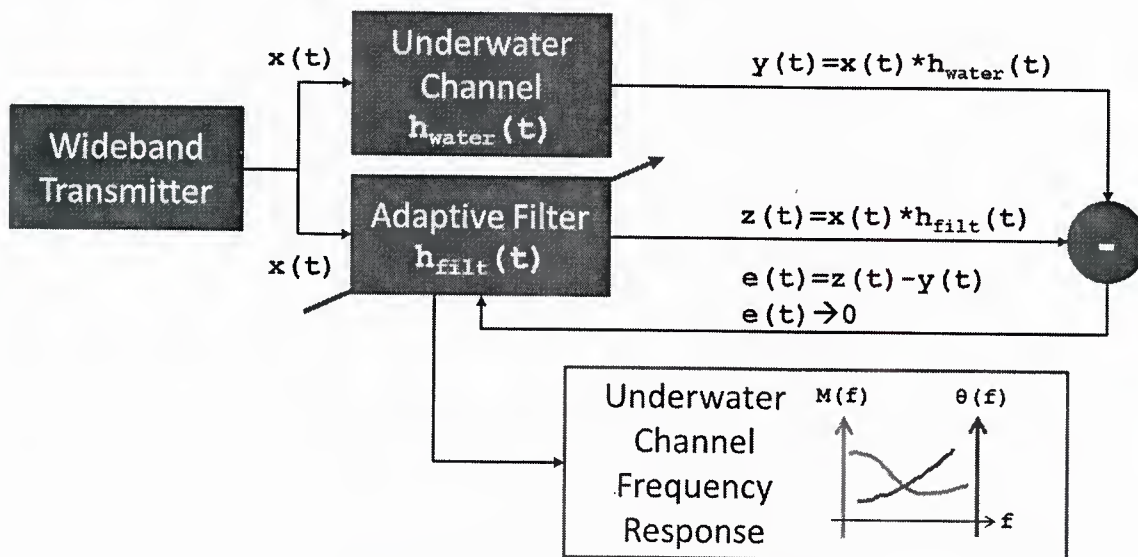 x(t)
Underwater
Channel
h_water(t)
y(t)=x(t)*h_water(t)
Wideband
Transmitter
Adaptive Filter
h_filt(t)
x(t)
z(t)=x(t)*h_filt(t)
-
e(t)=z(t)-y(t)
e(t)→0
Underwater
Channel
Frequency
Response
M(f)
θ(f)
f